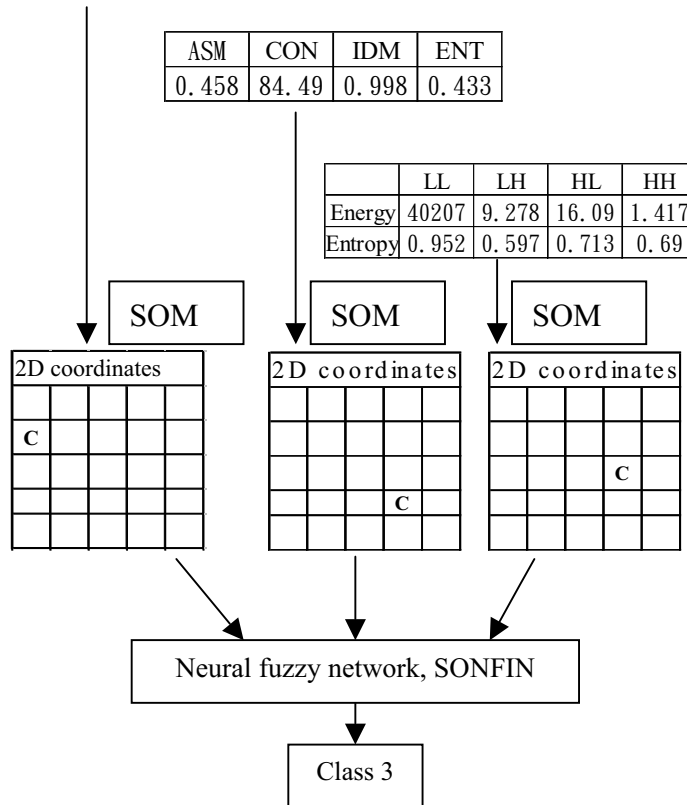 ASM CON IDM ENT
0.458 84.49 0.998 0.433
LL LH HL HH
Energy 40207 9.278 16.09 1.417
Entropy 0.952 0.597 0.713 0.69
SOM SOM SOM
2D coordinates 2D coordinates 2D coordinates
C
C
C
Neural fuzzy network, SONFIN
Class 3